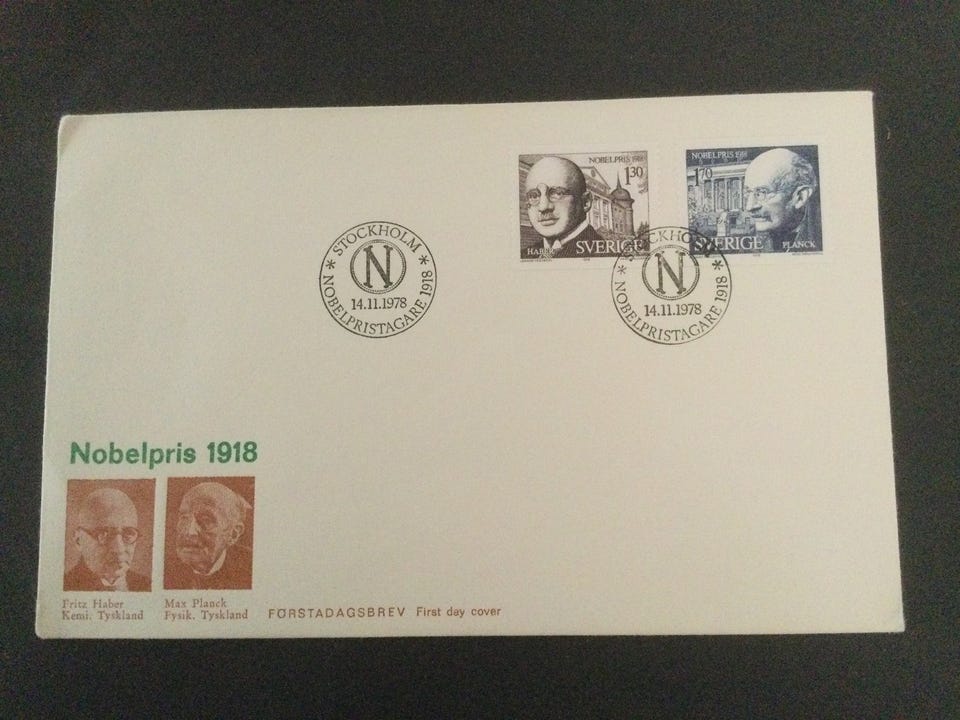 NOBELPRIS 1918
1.30
HABER
SVERIGE
NOBELPRIS 1918
1.70
SVERIGE
PLANCK
STOCKHOLM
N
14.11.1978
* NOBELPRISTAGARE 1918 *
STOCKHOLM
N
14.11.1978
* NOBELPRISTAGARE 1918 *
Nobelpris 1918
Fritz Haber
Kemi. Tyskland
Max Planck
Fysik. Tyskland
FÖRSTADAGSBREV First day cover